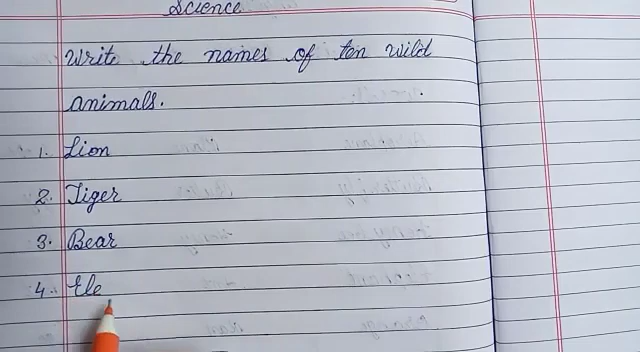 Science
Write the names of ten wild
animals.
1. Lion
2. Tiger
3. Bear
4. Ele